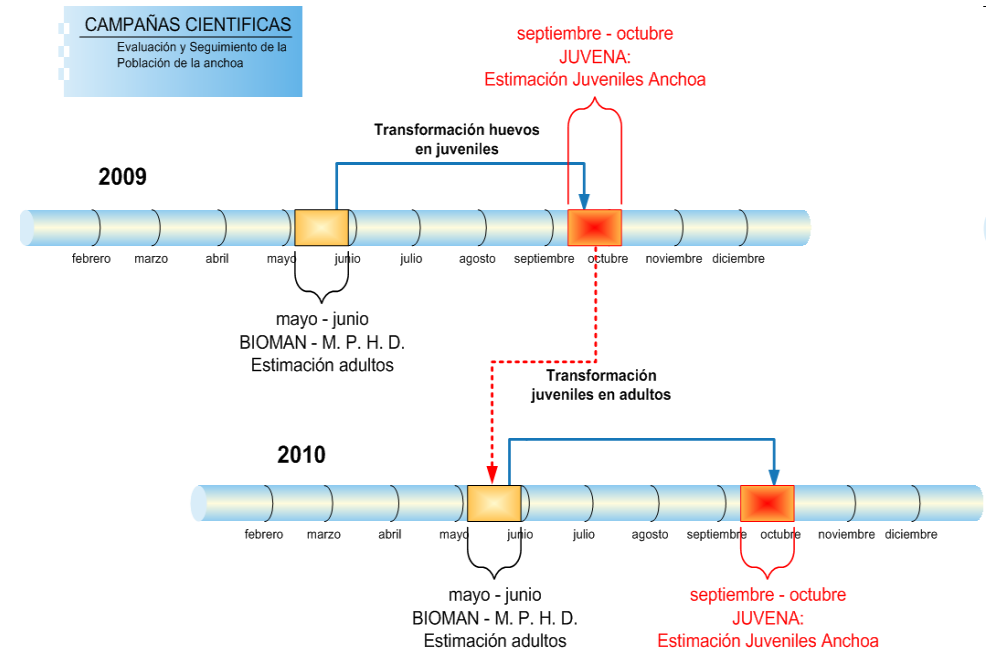 CAMPAÑAS CIENTIFICAS
Evaluación y Seguimiento de la
Población de la anchoa
septiembre - octubre
JUVENA:
Estimación Juveniles Anchoa
Transformación huevos
en juveniles
2009
febrero marzo abril mayo junio julio agosto septiembre octubre noviembre diciembre
mayo - junio
BIOMAN - M. P. H. D.
Estimación adultos
Transformación
juveniles en adultos
2010
febrero marzo abril mayo junio julio agosto septiembre octubre noviembre diciembre
mayo - junio
BIOMAN - M. P. H. D.
Estimación adultos
septiembre - octubre
JUVENA:
Estimación Juveniles Anchoa